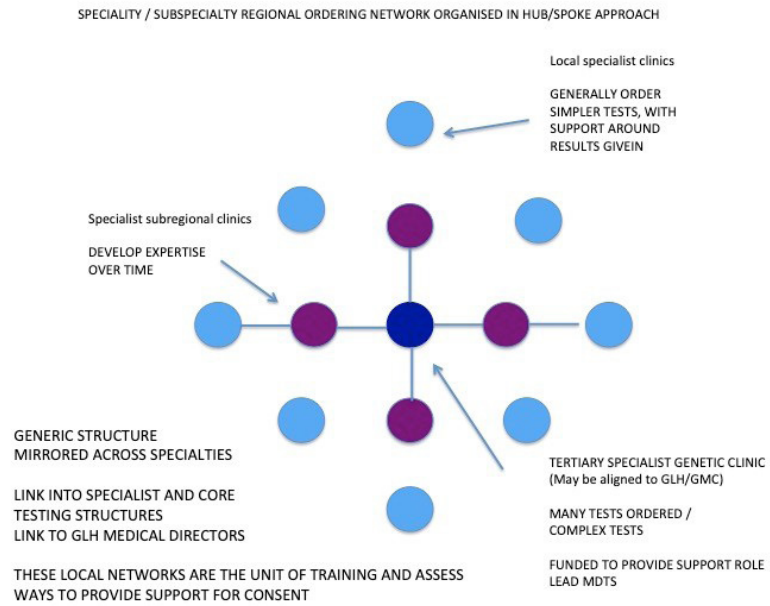 SPECIALITY / SUBSPECIALTY REGIONAL ORDERING NETWORK ORGANISED IN HUB/SPOKE APPROACH
Local specialist clinics
GENERALLY ORDER
SIMPLER TESTS, WITH
SUPPORT AROUND
RESULTS GIVEIN
Specialist subregional clinics
DEVELOP EXPERTISE
OVER TIME
GENERIC STRUCTURE
MIRRORED ACROSS SPECIALTIES
LINK INTO SPECIALIST AND CORE
TESTING STRUCTURES
LINK TO GLH MEDICAL DIRECTORS
THESE LOCAL NETWORKS ARE THE UNIT OF TRAINING AND ASSESS
WAYS TO PROVIDE SUPPORT FOR CONSENT
TERTIARY SPECIALIST GENETIC CLINIC
(May be aligned to GLH/GMC)
MANY TESTS ORDERED /
COMPLEX TESTS
FUNDED TO PROVIDE SUPPORT ROLE
LEAD MDTS